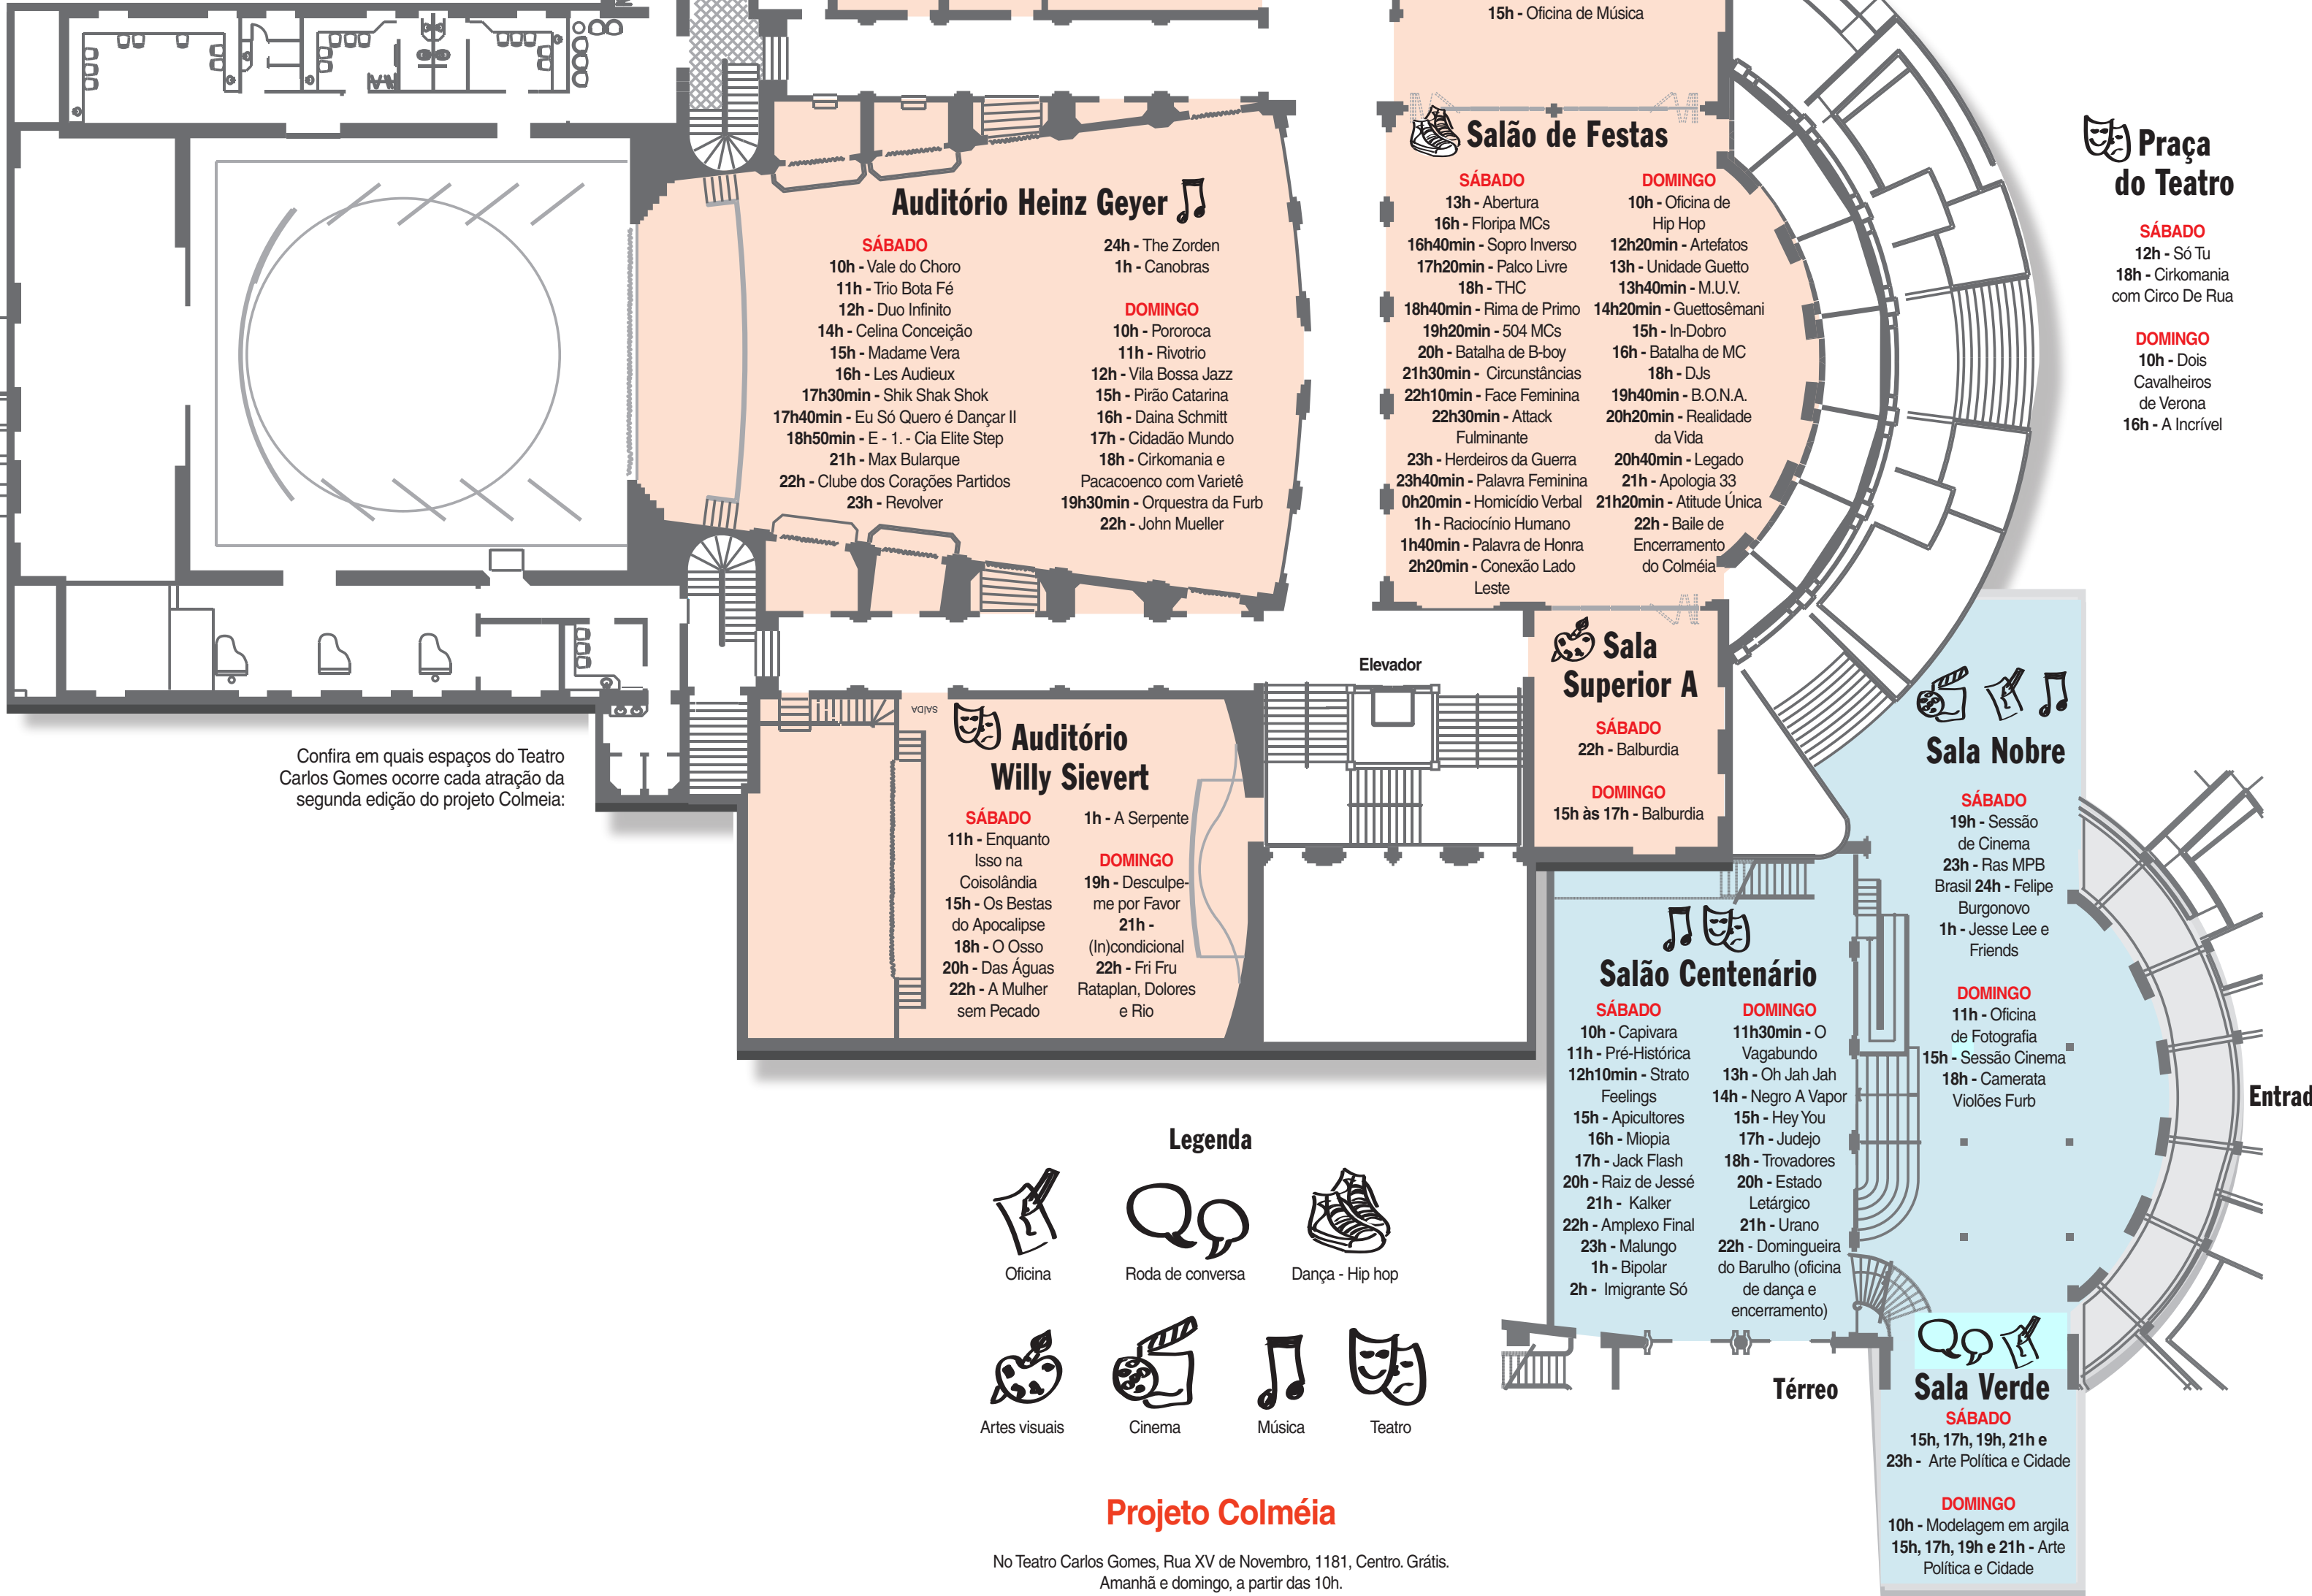 15h - Oficina de Música
Salão de Festas
SÁBADO
13h - Abertura
16h - Floripa MCs
16h40min - Sopro Inverso
17h20min - Palco Livre
18h - THC
18h40min - Rima de Primo
19h20min - 504 MCs
20h - Batalha de B-boy
21h30min - Circunstâncias
22h10min - Face Feminina
22h30min - Attack
Fulminante
23h - Herdeiros da Guerra
23h40min - Palavra Feminina
0h20min - Homicídio Verbal
1h - Raciocínio Humano
1h40min - Palavra de Honra
2h20min - Conexão Lado
Leste
DOMINGO
10h - Oficina de
Hip Hop
12h20min - Artefatos
13h - Unidade Guetto
13h40min - M.U.V.
14h20min - Guettosêmani
15h - In-Dobro
16h - Batalha de MC
18h - DJs
19h40min - B.O.N.A.
20h20min - Realidade
da Vida
20h40min - Legado
21h - Apologia 33
21h20min - Atitude Única
22h - Baile de
Encerramento
do Colméia
Praça
do Teatro
SÁBADO
12h - Só Tu
18h - Cirkomania
com Circo De Rua
DOMINGO
10h - Dois
Cavalheiros
de Verona
16h - A Incrível
Auditório Heinz Geyer
SÁBADO
10h - Vale do Choro
11h - Trio Bota Fé
12h - Duo Infinito
14h - Celina Conceição
15h - Madame Vera
16h - Les Audieux
17h30min - Shik Shak Shok
17h40min - Eu Só Quero é Dançar II
18h50min - E - 1. - Cia Elite Step
21h - Max Bularque
22h - Clube dos Corações Partidos
23h - Revolver
24h - The Zorden
1h - Canobras
DOMINGO
10h - Pororoca
11h - Rivotrio
12h - Vila Bossa Jazz
15h - Pirão Catarina
16h - Daina Schmitt
17h - Cidadão Mundo
18h - Cirkomania e
Pacacoenco com Varietê
19h30min - Orquestra da Furb
22h - John Mueller
Elevador
Sala
Superior A
SÁBADO
22h - Balburdia
DOMINGO
15h às 17h - Balburdia
Confira em quais espaços do Teatro
Carlos Gomes ocorre cada atração da
segunda edição do projeto Colmeia:
SAÍDA
Auditório
Willy Sievert
SÁBADO
11h - Enquanto
Isso na
Coisolândia
15h - Os Bestas
do Apocalipse
18h - O Osso
20h - Das Águas
22h - A Mulher
sem Pecado
1h - A Serpente
DOMINGO
19h - Desculpe-
me por Favor
21h -
(In)condicional
22h - Fri Fru
Rataplan, Dolores
e Rio
Sala Nobre
SÁBADO
19h - Sessão
de Cinema
23h - Ras MPB
Brasil 24h - Felipe
Burgonovo
1h - Jesse Lee e
Friends
DOMINGO
11h - Oficina
de Fotografia
15h - Sessão Cinema
18h - Camerata
Violões Furb
Entrad
Salão Centenário
SÁBADO
10h - Capivara
11h - Pré-Histórica
12h10min - Strato
Feelings
15h - Apicultores
16h - Miopia
17h - Jack Flash
20h - Raiz de Jessé
21h - Kalker
22h - Amplexo Final
23h - Malungo
1h - Bipolar
2h - Imigrante Só
DOMINGO
11h30min - O
Vagabundo
13h - Oh Jah Jah
14h - Negro A Vapor
15h - Hey You
17h - Judejo
18h - Trovadores
20h - Estado
Letárgico
21h - Urano
22h - Domingueira
do Barulho (oficina
de dança e
encerramento)
Térreo
Sala Verde
SÁBADO
15h, 17h, 19h, 21h e
23h - Arte Política e Cidade
DOMINGO
10h - Modelagem em argila
15h, 17h, 19h e 21h - Arte
Política e Cidade
Legenda
Oficina
Roda de conversa
Dança - Hip hop
Artes visuais
Cinema
Música
Teatro
Projeto Colméia
No Teatro Carlos Gomes, Rua XV de Novembro, 1181, Centro. Grátis.
Amanhã e domingo, a partir das 10h.